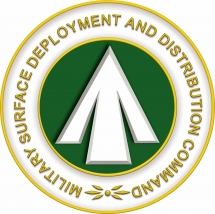 MILITARY SURFACE DEPLOYMENT AND DISTRIBUTION COMMAND